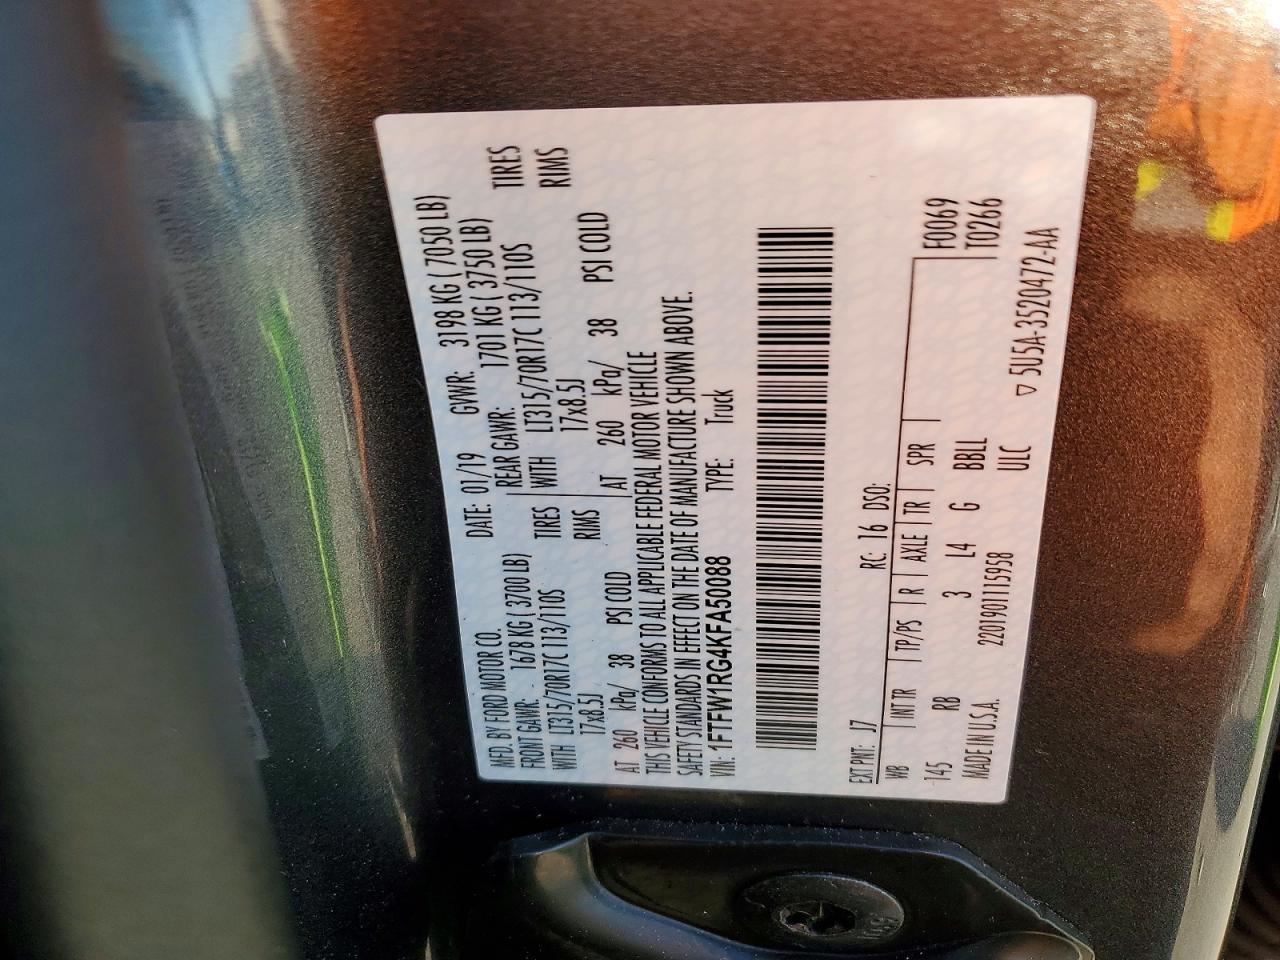 MFD. BY FORD MOTOR CO. DATE: 01/19 GVWR: 3198 KG ( 7050 LB)
FRONT GAWR: 1678 KG ( 3700 LB) REAR GAWR: 1701 KG ( 3750 LB)
WITH LT315/70R17C 113/110S TIRES WITH LT315/70R17C 113/110S TIRES
17x8.5J RIMS 17x8.5J RIMS
AT 260 kPa/ 38 PSI COLD AT 260 kPa/ 38 PSI COLD
THIS VEHICLE CONFORMS TO ALL APPLICABLE FEDERAL MOTOR VEHICLE
SAFETY STANDARDS IN EFFECT ON THE DATE OF MANUFACTURE SHOWN ABOVE.
VIN: 1FTFW1RG4KFA50088 TYPE: Truck
EXT PNT: J7 RC: 16 DSO:
WB INT TR TP/PS R AXLE TR SPR F0069
145 RB 3 L4 G BBLL T0266
MADE IN U.S.A. 220190115958 ULC ▽ 5U5A-3520472-AA